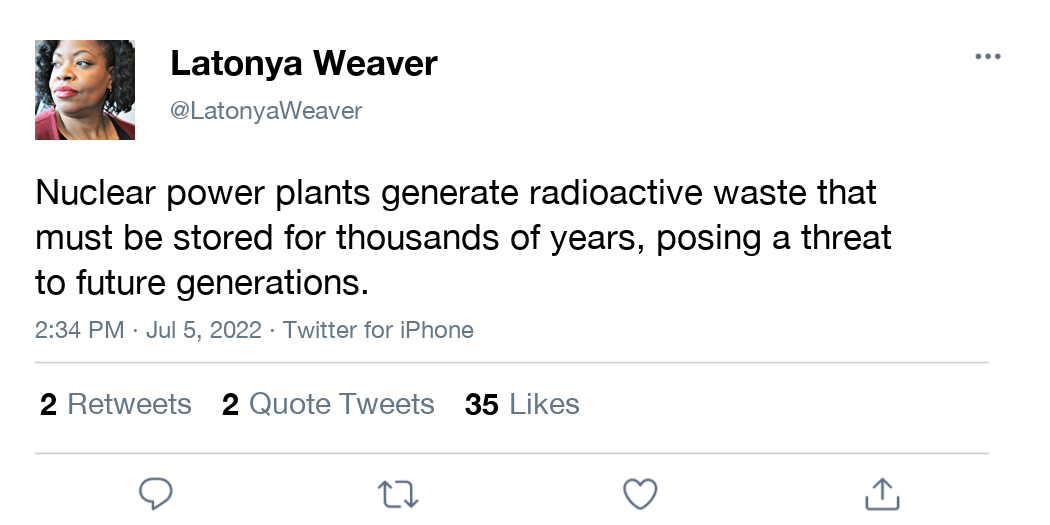 Latonya Weaver
@LatonyaWeaver
Nuclear power plants generate radioactive waste that
must be stored for thousands of years, posing a threat
to future generations.
2:34 PM · Jul 5, 2022 · Twitter for iPhone
2 Retweets 2 Quote Tweets 35 Likes